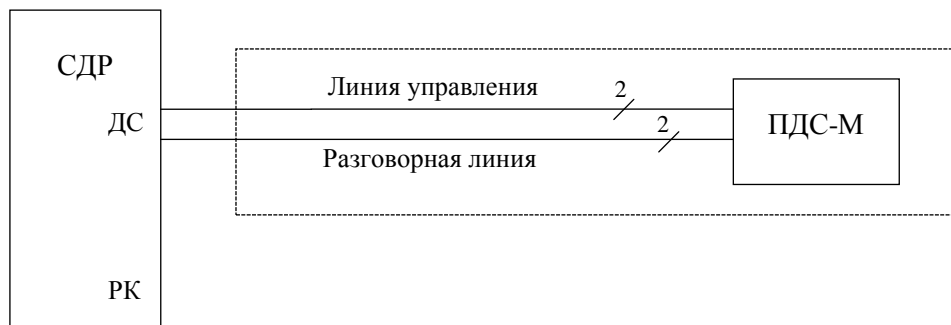 СДР
Линия управления
2
ДС
2
ПДС-М
Разговорная линия
РК